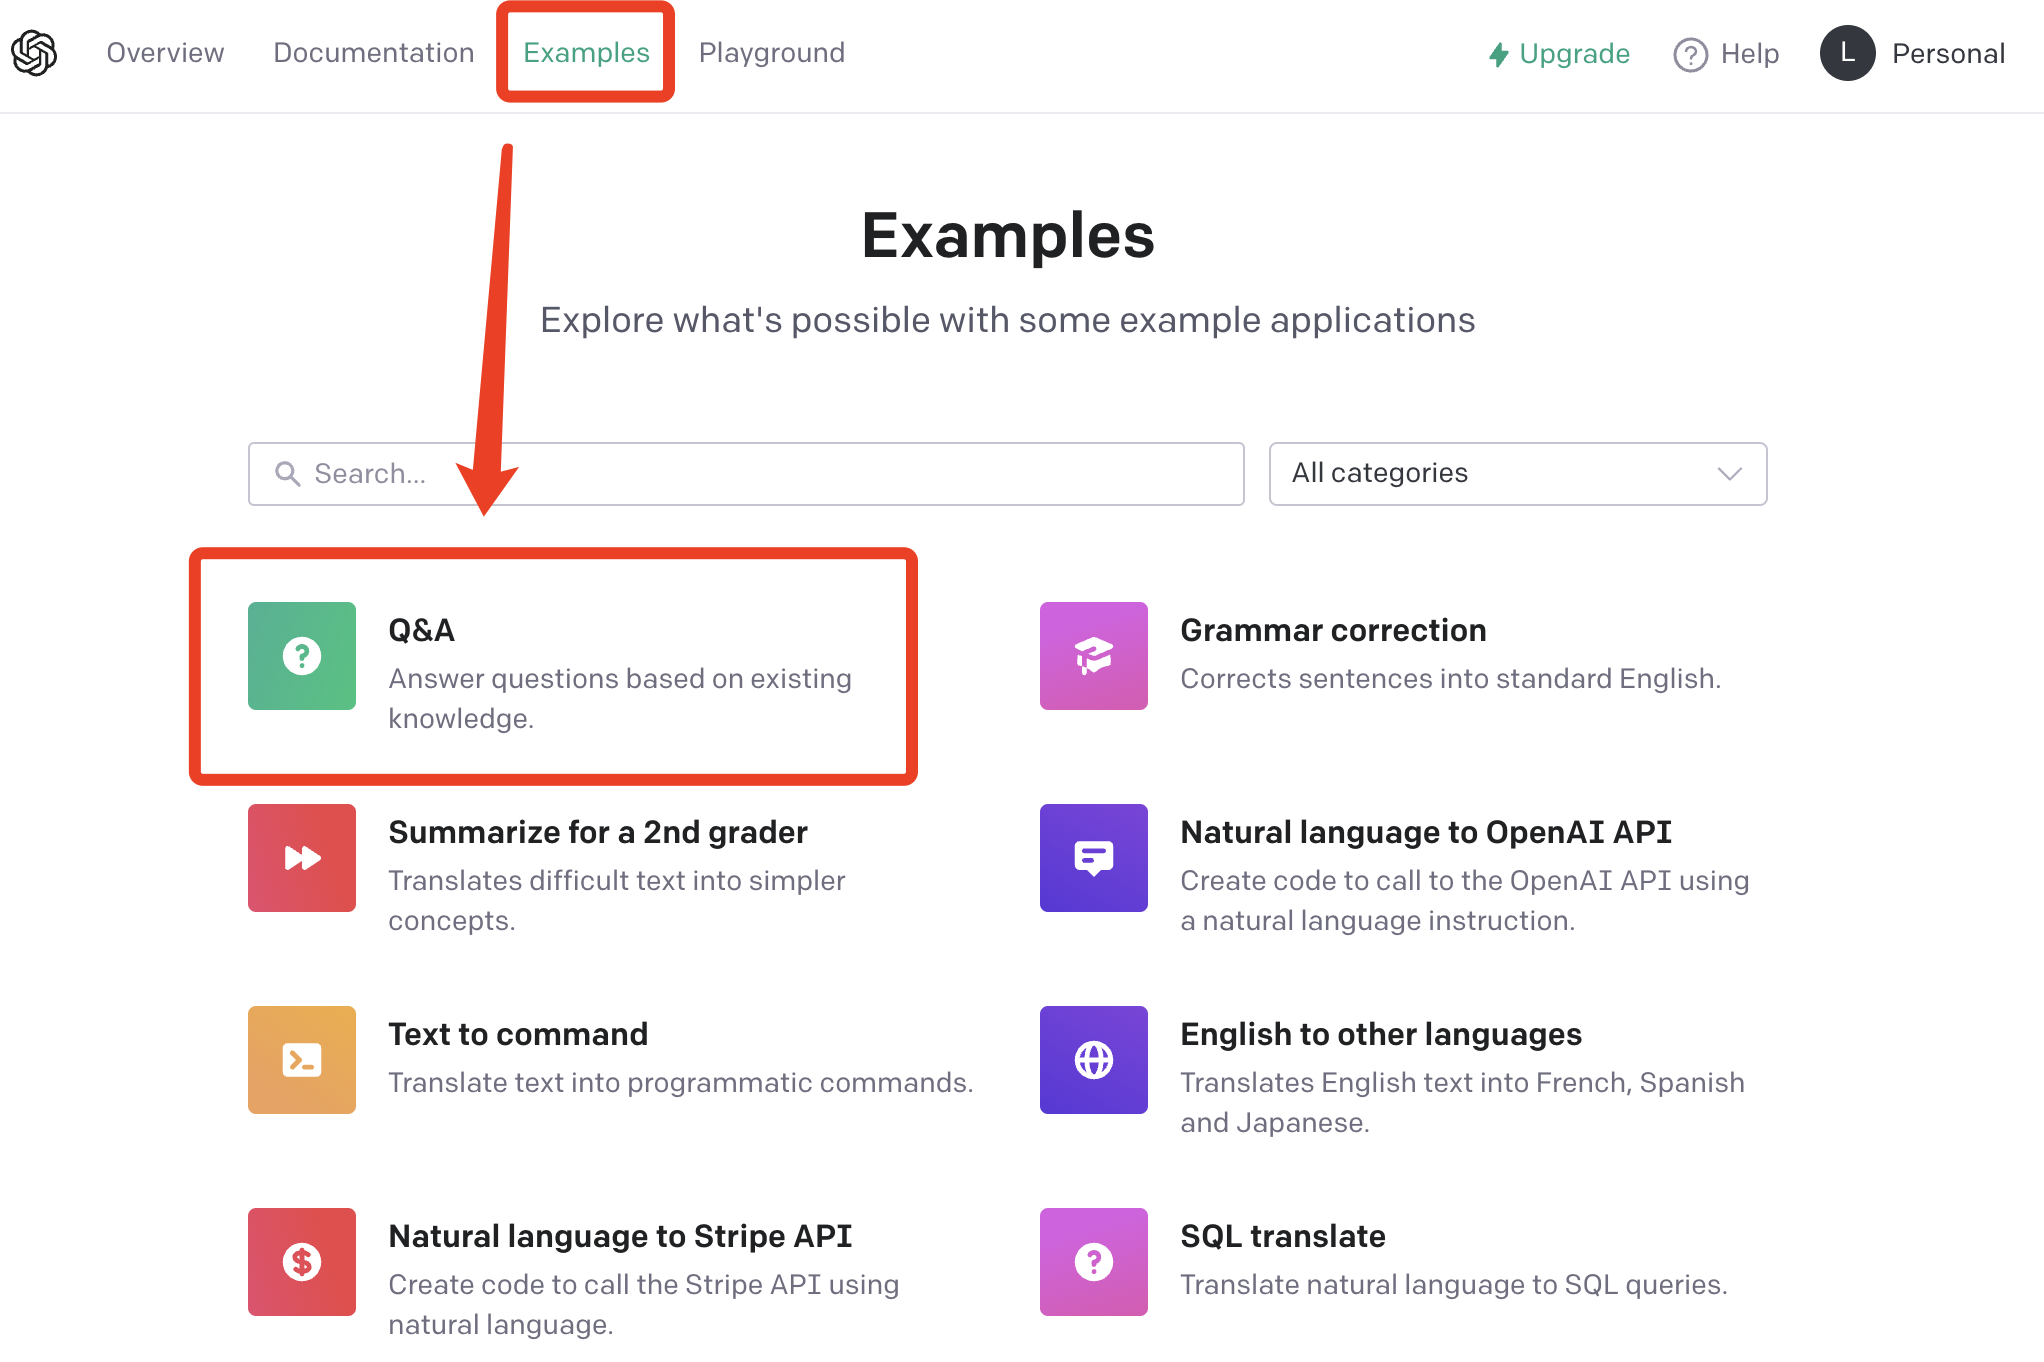 Overview Documentation Examples Playground Upgrade Help L Personal
Examples
Explore what's possible with some example applications
Search...
All categories
Q&A
Answer questions based on existing
knowledge.
Grammar correction
Corrects sentences into standard English.
Summarize for a 2nd grader
Translates difficult text into simpler
concepts.
Natural language to OpenAI API
Create code to call to the OpenAI API using
a natural language instruction.
Text to command
Translate text into programmatic commands.
English to other languages
Translates English text into French, Spanish
and Japanese.
Natural language to Stripe API
Create code to call the Stripe API using
natural language.
SQL translate
Translate natural language to SQL queries.